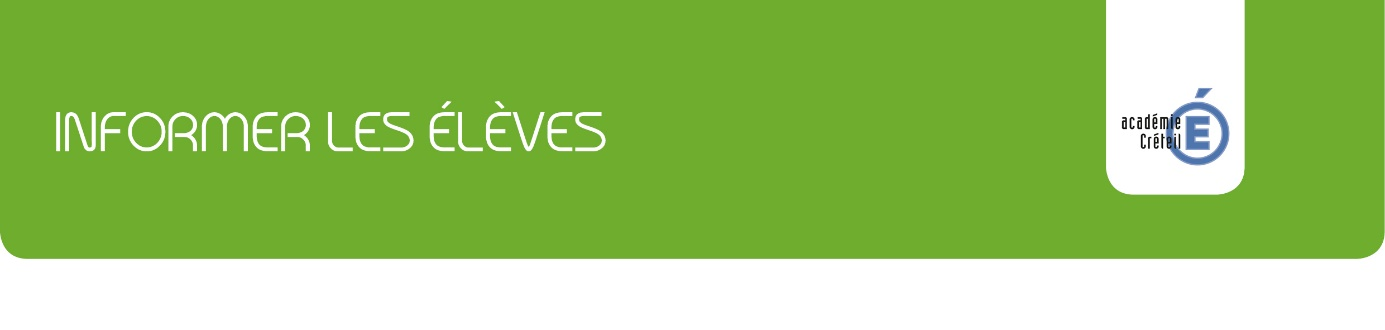 INFORMER LES ÉLÈVES
académie
Créteil
É